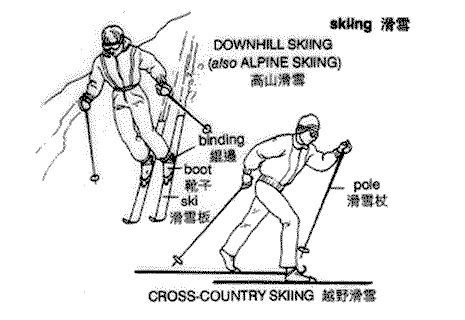 skiing 滑雪
DOWNHILL SKIING
(also ALPINE SKIING)
高山滑雪
binding
鑲邊
boot
靴子
ski
滑雪板
pole
滑雪杖
CROSS-COUNTRY SKIING 越野滑雪